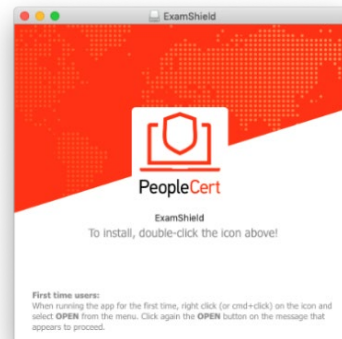 ExamShield
PeopleCert
ExamShield
To install, double-click the icon above!
First time users:
When running the app for the first time, right click (or cmd+click) on the icon and
select OPEN from the menu. Click again the OPEN button on the message that
appears to proceed.